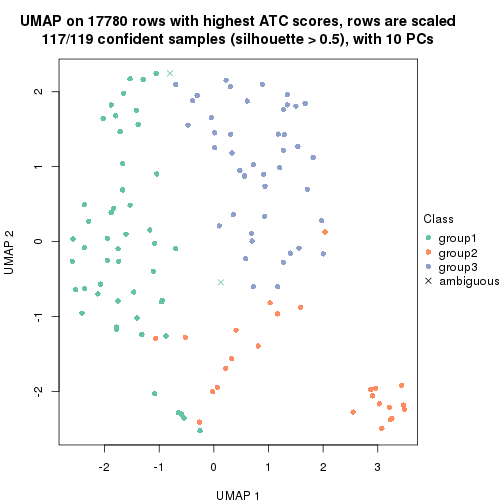 UMAP on 17780 rows with highest ATC scores, rows are scaled
117/119 confident samples (silhouette > 0.5), with 10 PCs
2
1
0
-1
-2
UMAP 2
-2
-1
0
1
2
3
UMAP 1
Class
group1
group2
group3
ambiguous